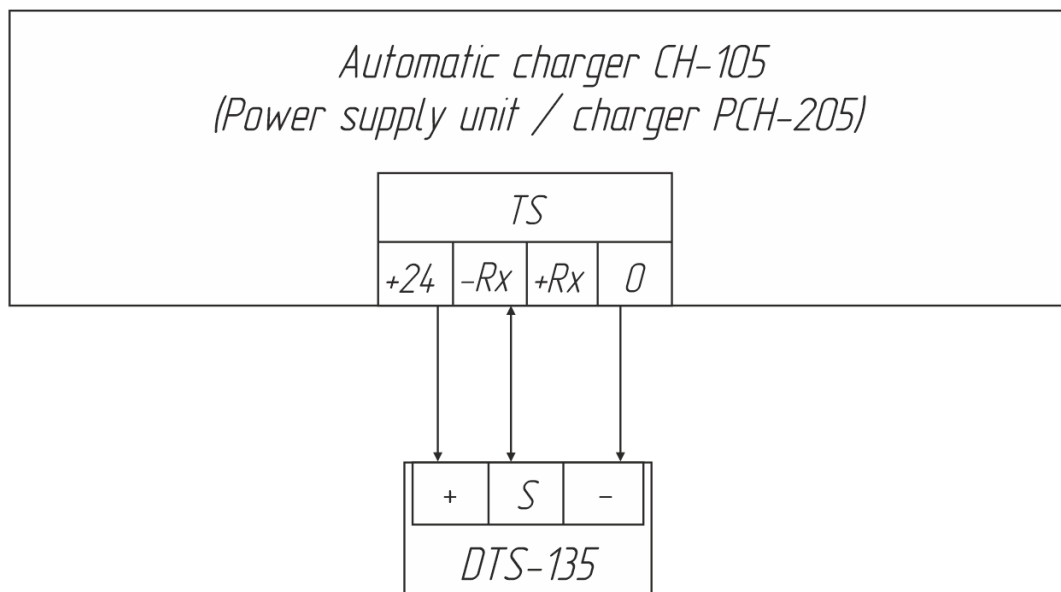 Automatic charger CH-105
(Power supply unit / charger PCH-205)
TS
+24 -Rx +Rx 0
+ S -
DTS-135